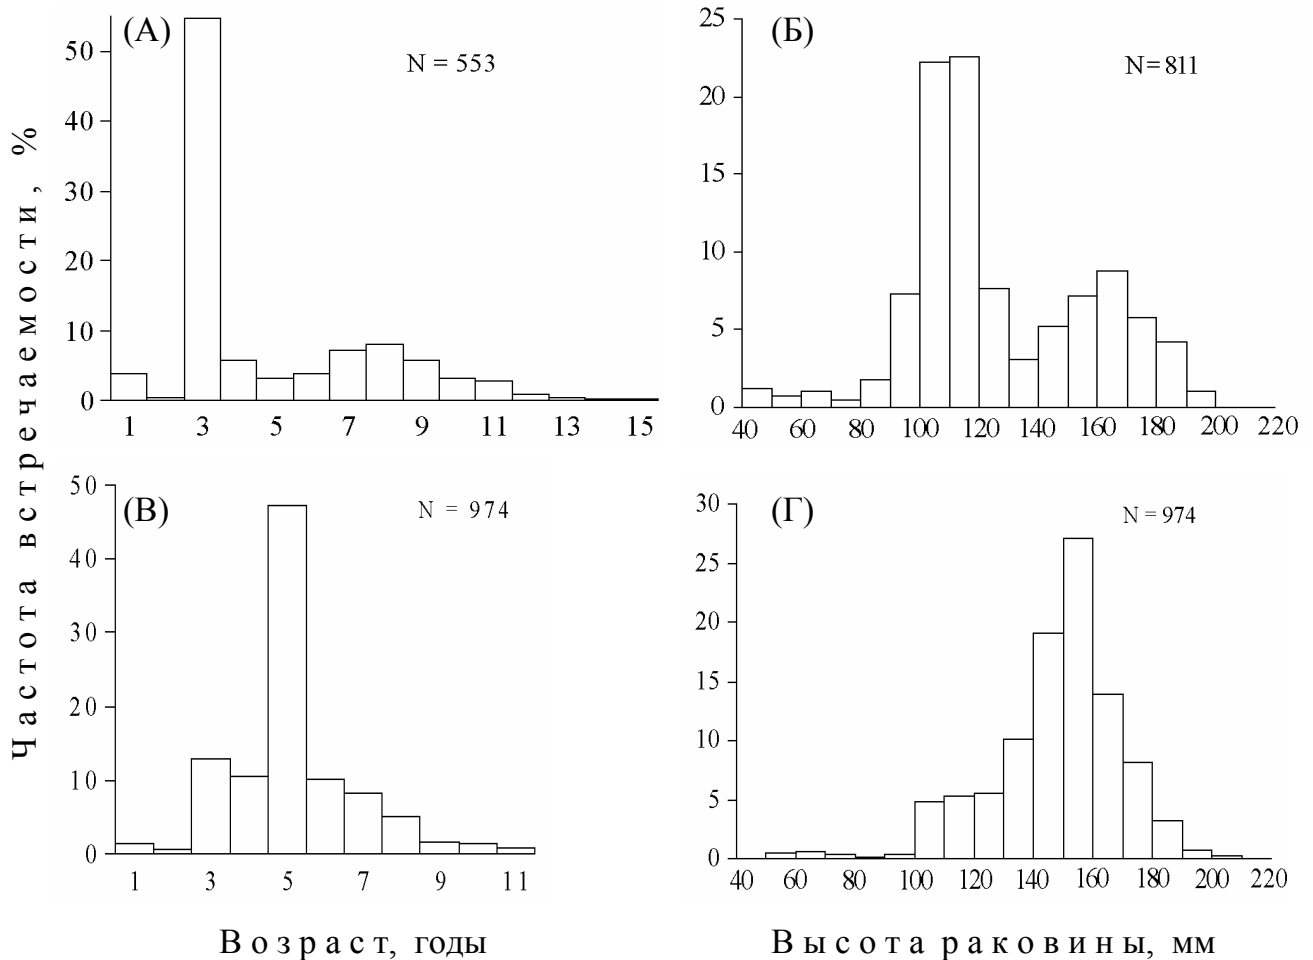 Частота встречаемости, %
(А)
N = 553
50
40
30
20
10
0
1 3 5 7 9 11 13 15
(Б)
N=811
25
20
15
10
5
0
40 60 80 100 120 140 160 180 200 220
(В)
N = 974
50
40
30
20
10
0
1 3 5 7 9 11
(Г)
N = 974
30
25
20
15
10
5
0
40 60 80 100 120 140 160 180 200 220
Возраст, годы
Высота раковины, мм